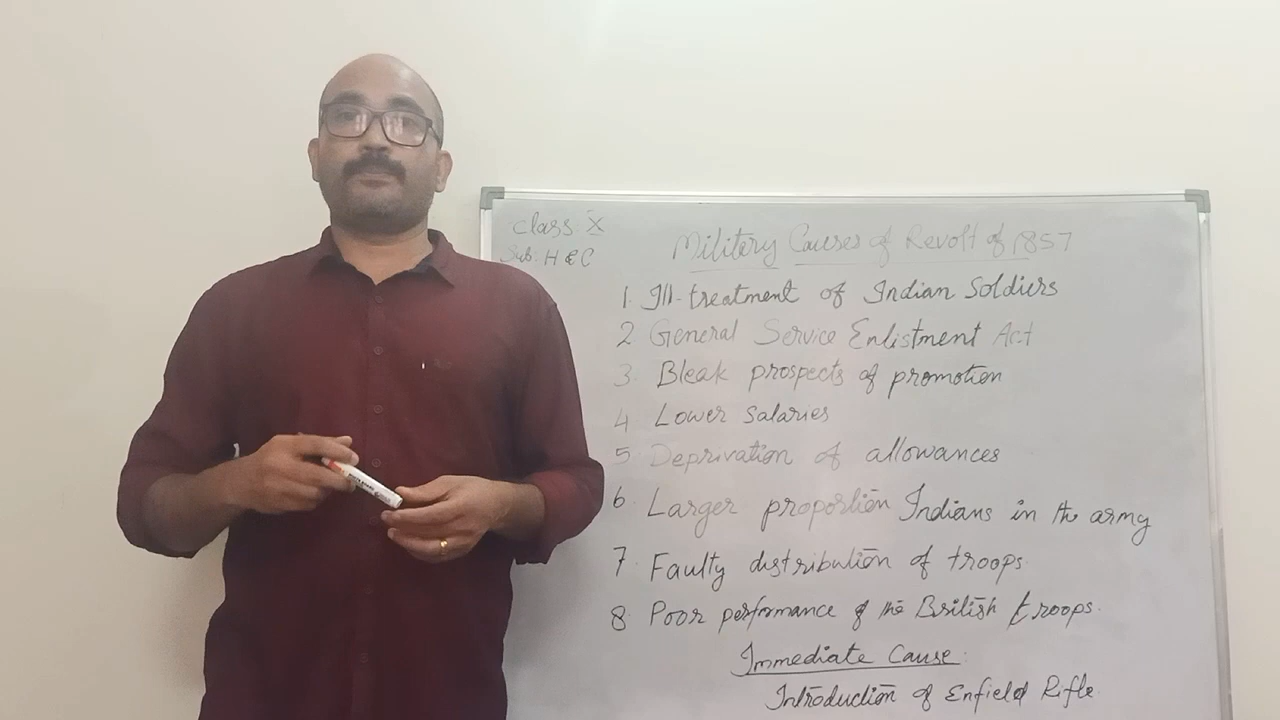 Class X
Sub: H & C
Military Causes of Revolt of 1857
1. Ill-treatment of Indian Soldiers
2 General Service Enlistment Act
3. Bleak prospects of promotion
4 Lower salaries
5 Deprivation of allowances
6. Larger proportion Indians in the army
7. Faulty distribution of troops.
8. Poor performance of the British troops.
Immediate Cause:
Introduction of Enfield Rifle.